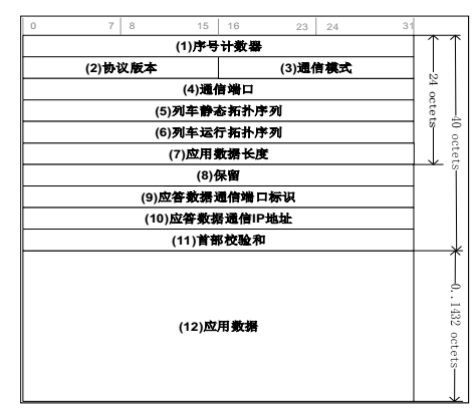 0 7 8 15 16 23 24 31
(1)序号计数器
(2)协议版本 (3)通信模式
(4)通信端口
(5)列车静态拓扑序列
(6)列车运行拓扑序列
(7)应用数据长度
(8)保留
(9)应答数据通信端口标识
(10)应答数据通信IP地址
(11)首部校验和
(12)应用数据
24 octets
40 octets
0..1432 octets